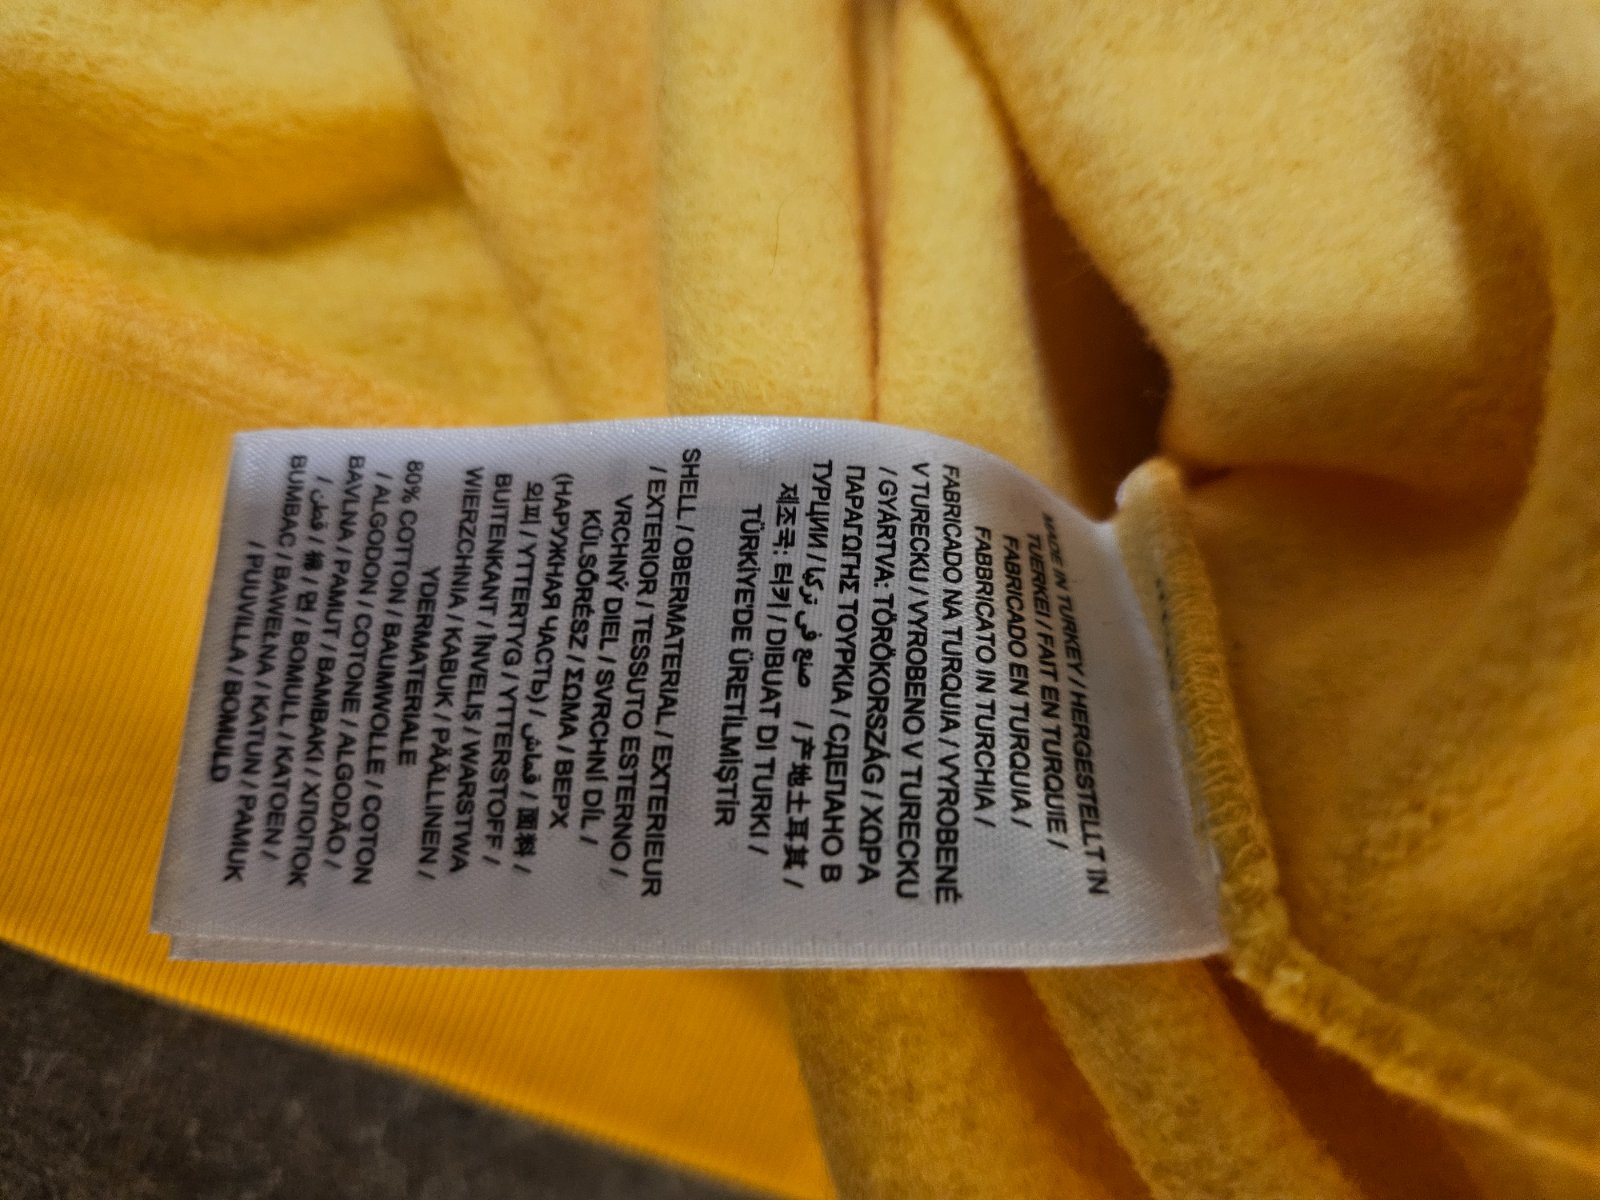 MADE IN TURKEY / HERGESTELLT IN
TUERKEI / FAIT EN TURQUIE /
FABRICADO EN TURQUIA /
FABBRICATO IN TURCHIA /
FABRICADO NA TURQUIA / VYROBENÉ
V TURECKU / VYROBENO V TURECKU
/ GYÁRTVA: TÖRÖKORSZÁG / ΧΩΡΑ
ΠΑΡΑΓΩΓΗΣ ΤΟΥΡΚΙΑ / СДЕЛАНО В
ТУРЦИИ / صنع في تركيا / 产地土耳其 /
제조국: 터키 / DIBUAT DI TURKI /
TÜRKİYE'DE ÜRETİLMİŞTİR
SHELL / OBERMATERIAL / EXTERIEUR
/ EXTERIOR / TESSUTO ESTERNO /
VRCHNÝ DIEL / SVRCHNÍ DÍL /
KÜLSŐRÉSZ / ΣΩΜΑ / ВЕРХ
(НАРУЖНАЯ ЧАСТЬ) / قماش / 面料 /
외피 / YTTERTYG / YTTERSTOFF /
BUITENKANT / ÎNVELIŞ / WARSTWA
WIERZCHNIA / KABUK / PÄÄLLINEN /
YDERMATERIALE
80% COTTON / BAUMWOLLE / COTON
/ ALGODON / COTONE / ALGODÃO /
BAVLNA / PAMUT / ΒΑΜΒΑΚΙ / ХЛОПОК
/ قطن / 棉 / 면 / BOMULL / KATOEN /
BUMBAC / BAWEŁNA / KATUN / PAMUK
/ PUUVILLA / BOMULD